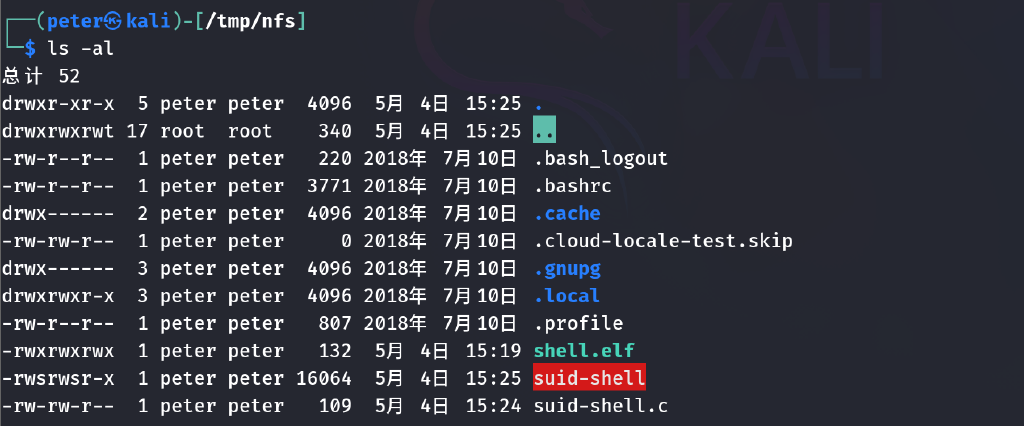 ┌──(peter㉿kali)-[/tmp/nfs]
└─$ ls -al
总计 52
drwxr-xr-x  5 peter peter  4096  5月  4日 15:25 .
drwxrwxrwt 17 root  root    340  5月  4日 15:25 ..
-rw-r--r--  1 peter peter   220 2018年  7月10日 .bash_logout
-rw-r--r--  1 peter peter  3771 2018年  7月10日 .bashrc
drwx------  2 peter peter  4096 2018年  7月10日 .cache
-rw-rw-r--  1 peter peter     0 2018年  7月10日 .cloud-locale-test.skip
drwx------  3 peter peter  4096 2018年  7月10日 .gnupg
drwxrwxr-x  3 peter peter  4096 2018年  7月10日 .local
-rw-r--r--  1 peter peter   807 2018年  7月10日 .profile
-rwxrwxrwx  1 peter peter   132  5月  4日 15:19 shell.elf
-rwsrwsr-x  1 peter peter 16064  5月  4日 15:25 suid-shell
-rw-rw-r--  1 peter peter   109  5月  4日 15:24 suid-shell.c
KALI